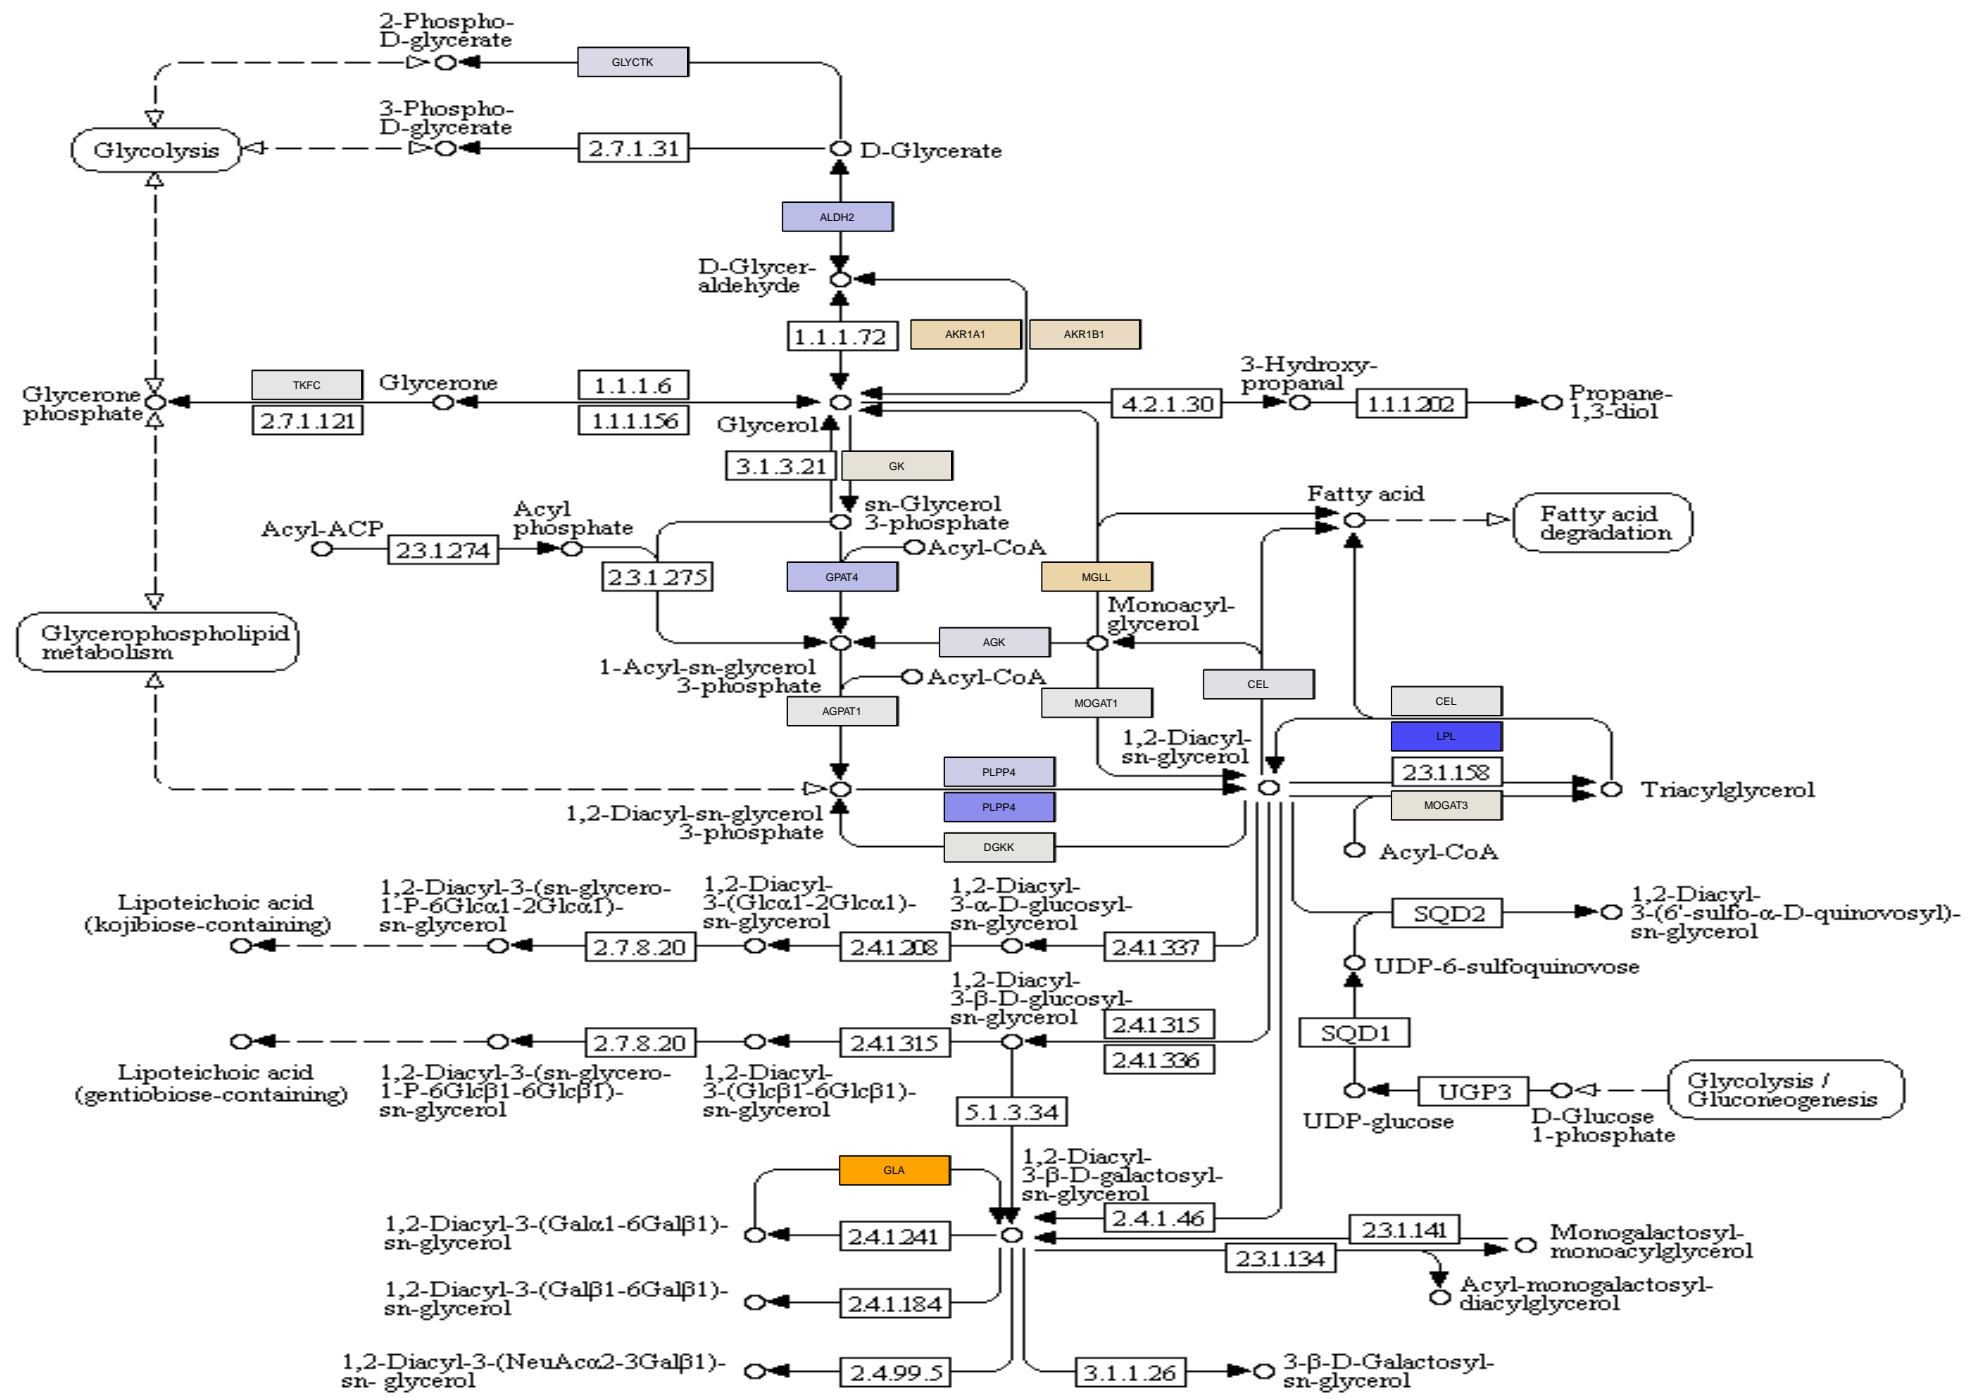 2-Phospho-
D-glycerate
GLYCTK
3-Phospho-
D-glycerate
Glycolysis
2.7.1.31
D-Glycerate
ALDH2
D-Glycer-
aldehyde
1.1.1.72
AKR1A1
AKR1B1
3-Hydroxy-
propanal
Glycerone
phosphate
TKFC
2.7.1.121
Glycerone
1.1.1.6
1.1.1.156
Glycerol
4.2.1.30
1.1.1.202
Propane-
1,3-diol
3.1.3.21
GK
sn-Glycerol
3-phosphate
Fatty acid
Fatty acid
degradation
Acyl-ACP
2.3.1.274
Acyl
phosphate
2.3.1.275
Acyl-CoA
GPAT4
MGLL
Monoacyl-
glycerol
Glycerophospholipid
metabolism
AGK
1-Acyl-sn-glycerol
3-phosphate
Acyl-CoA
CEL
AGPAT1
MOGAT1
CEL
LPL
1,2-Diacyl-
sn-glycerol
2.3.1.158
MOGAT3
Triacylglycerol
PLPP4
PLPP4
1,2-Diacyl-sn-glycerol
3-phosphate
DGKK
Acyl-CoA
Lipoteichoic acid
(kojibiose-containing)
1,2-Diacyl-3-(sn-glycero-
1-P-6Glcα1-2Glcα1)-
sn-glycerol
1,2-Diacyl-
3-(Glcα1-2Glcα1)-
sn-glycerol
1,2-Diacyl-
3-α-D-glucosyl-
sn-glycerol
2.7.8.20
2.4.1.208
2.4.1.337
SQD2
1,2-Diacyl-
3-(6'-sulfo-α-D-quinovosyl)-
sn-glycerol
UDP-6-sulfoquinovose
1,2-Diacyl-
3-β-D-glucosyl-
sn-glycerol
2.7.8.20
2.4.1.315
2.4.1.315
2.4.1.336
SQD1
Lipoteichoic acid
(gentiobiose-containing)
1,2-Diacyl-3-(sn-glycero-
1-P-6Glcβ1-6Glcβ1)-
sn-glycerol
1,2-Diacyl-
3-(Glcβ1-6Glcβ1)-
sn-glycerol
5.1.3.34
UDP-glucose
UGP3
D-Glucose
1-phosphate
Glycolysis /
Gluconeogenesis
GLA
1,2-Diacyl-
3-β-D-galactosyl-
sn-glycerol
1,2-Diacyl-3-(Galα1-6Galβ1)-
sn-glycerol
2.4.1.241
2.4.1.46
2.3.1.141
2.3.1.134
Monogalactosyl-
monoacylglycerol
1,2-Diacyl-3-(Galβ1-6Galβ1)-
sn-glycerol
2.4.1.184
Acyl-monogalactosyl-
diacylglycerol
1,2-Diacyl-3-(NeuAcα2-3Galβ1)-
sn- glycerol
2.4.99.5
3.1.1.26
3-β-D-Galactosyl-
sn-glycerol